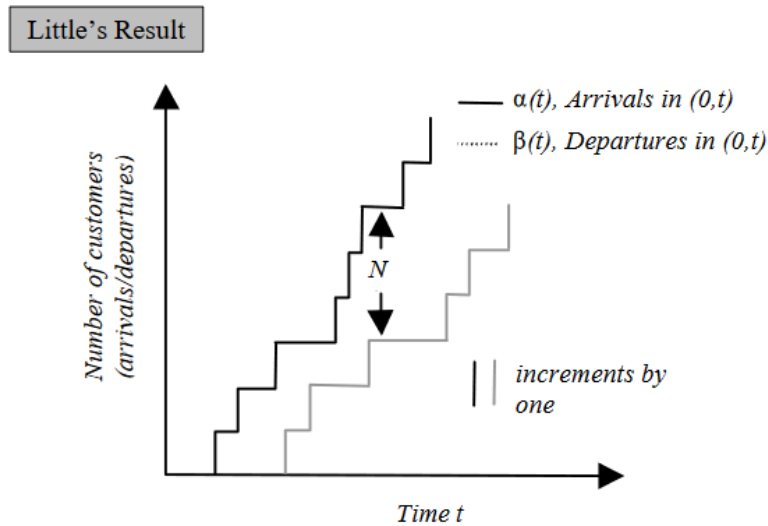 Little's Result
α(t), Arrivals in (0,t)
β(t), Departures in (0,t)
Number of customers
(arrivals/departures)
N
increments by
one
Time t